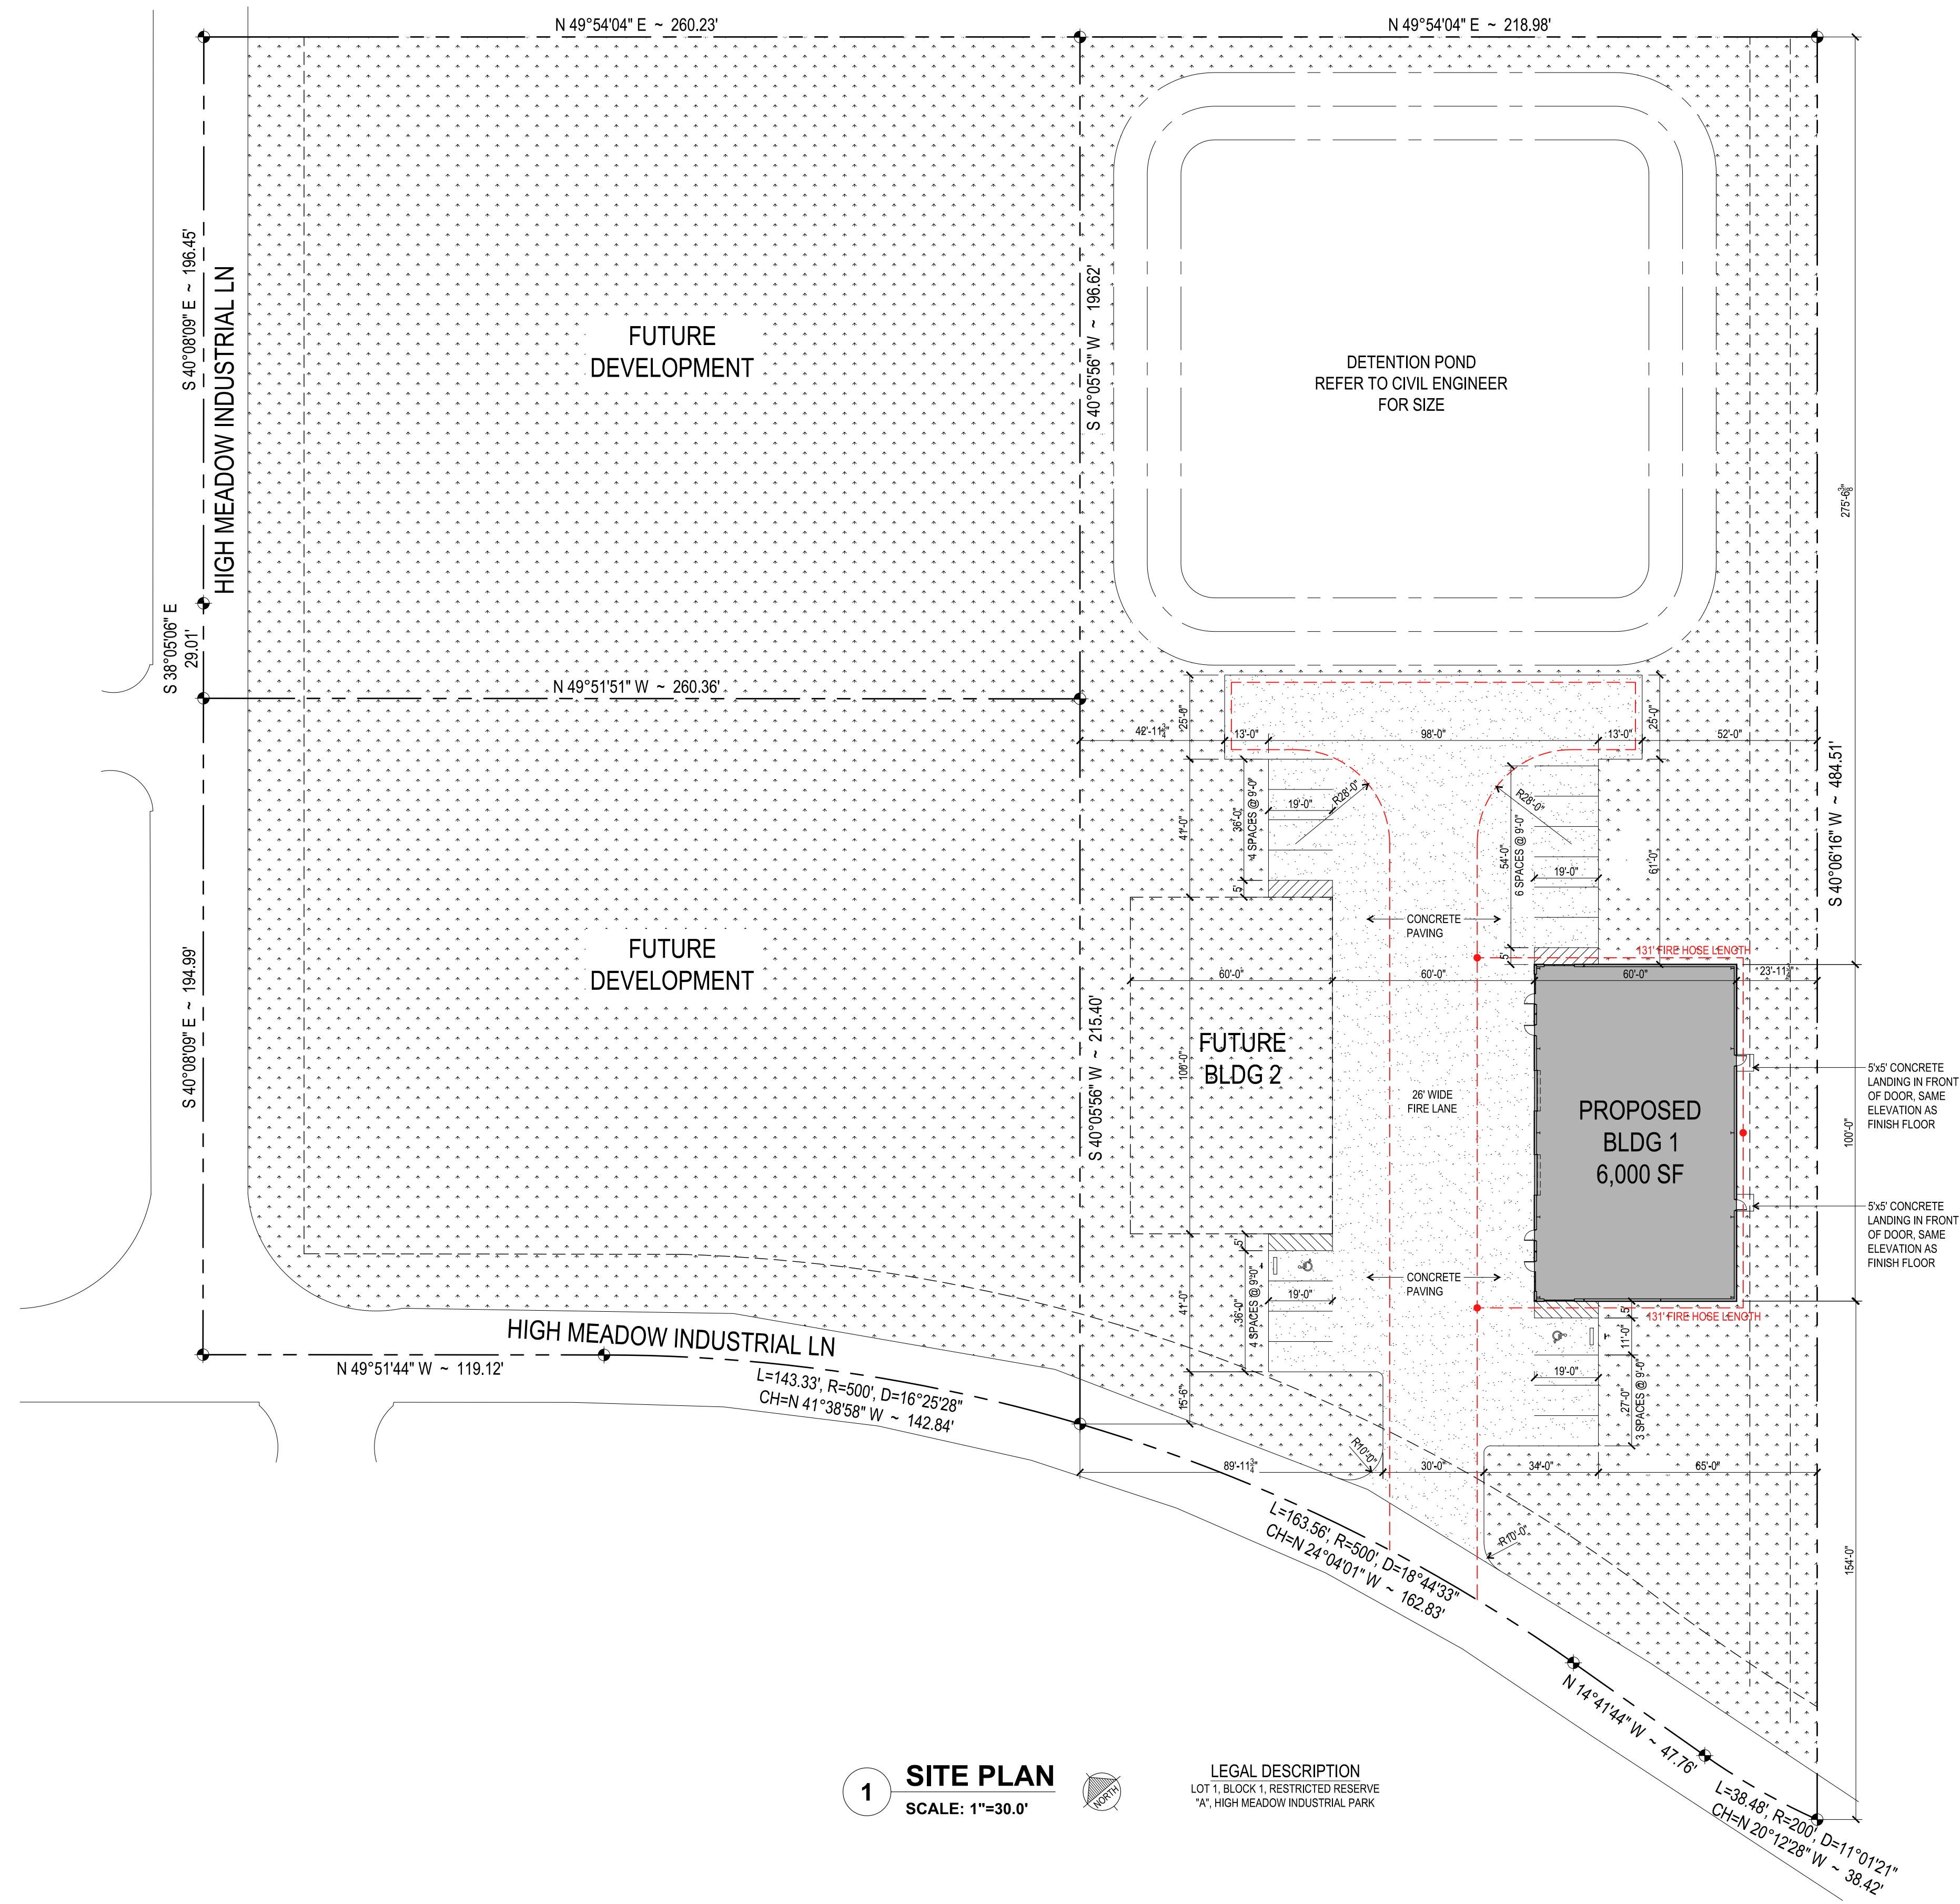 N 49°54'04" E ~ 260.23'
N 49°54'04" E ~ 218.98'
S 40°08'09" E ~ 196.45'
HIGH MEADOW INDUSTRIAL LN
S 40°05'56" W ~ 196.62'
FUTURE
DEVELOPMENT
DETENTION POND
REFER TO CIVIL ENGINEER
FOR SIZE
275'-6⅜"
S 38°05'06" E
29.01'
N 49°51'51" W ~ 260.36'
25'-0"
25'-0"
42'-11¾"
13'-0"
98'-0"
13'-0"
52'-0"
S 40°06'16" W ~ 484.51'
41'-0"
36'-0"
4 SPACES @ 9'-0"
19'-0"
R28'-0"
R28'-0"
54'-0"
6 SPACES @ 9'-0"
19'-0"
61'-0"
5'
5'
CONCRETE
PAVING
131' FIRE HOSE LENGTH
60'-0"
60'-0"
60'-0"
23'-11¾"
FUTURE
DEVELOPMENT
S 40°08'09" E ~ 194.99'
S 40°05'56" W ~ 215.40'
100'-0"
FUTURE
BLDG 2
26' WIDE
FIRE LANE
PROPOSED
BLDG 1
6,000 SF
5'x5' CONCRETE
LANDING IN FRONT
OF DOOR, SAME
ELEVATION AS
FINISH FLOOR
100'-0"
5'x5' CONCRETE
LANDING IN FRONT
OF DOOR, SAME
ELEVATION AS
FINISH FLOOR
5'
41'-0"
36'-0"
4 SPACES @ 9'-0"
19'-0"
CONCRETE
PAVING
131' FIRE HOSE LENGTH
5'
11'-0"
19'-0"
27'-0"
3 SPACES @ 9'-0"
15'-6"
HIGH MEADOW INDUSTRIAL LN
N 49°51'44" W ~ 119.12'
L=143.33', R=500', D=16°25'28"
CH=N 41°38'58" W ~ 142.84'
R10'-0"
89'-11¾"
30'-0"
34'-0"
65'-0"
R10'-0"
L=163.56', R=500', D=18°44'33"
CH=N 24°04'01" W ~ 162.83'
154'-0"
N 14°41'44" W ~ 47.76'
L=38.48', R=200', D=11°01'21"
CH=N 20°12'28" W ~ 38.42'
1
SITE PLAN
SCALE: 1"=30.0'
NORTH
LEGAL DESCRIPTION
LOT 1, BLOCK 1, RESTRICTED RESERVE
"A", HIGH MEADOW INDUSTRIAL PARK